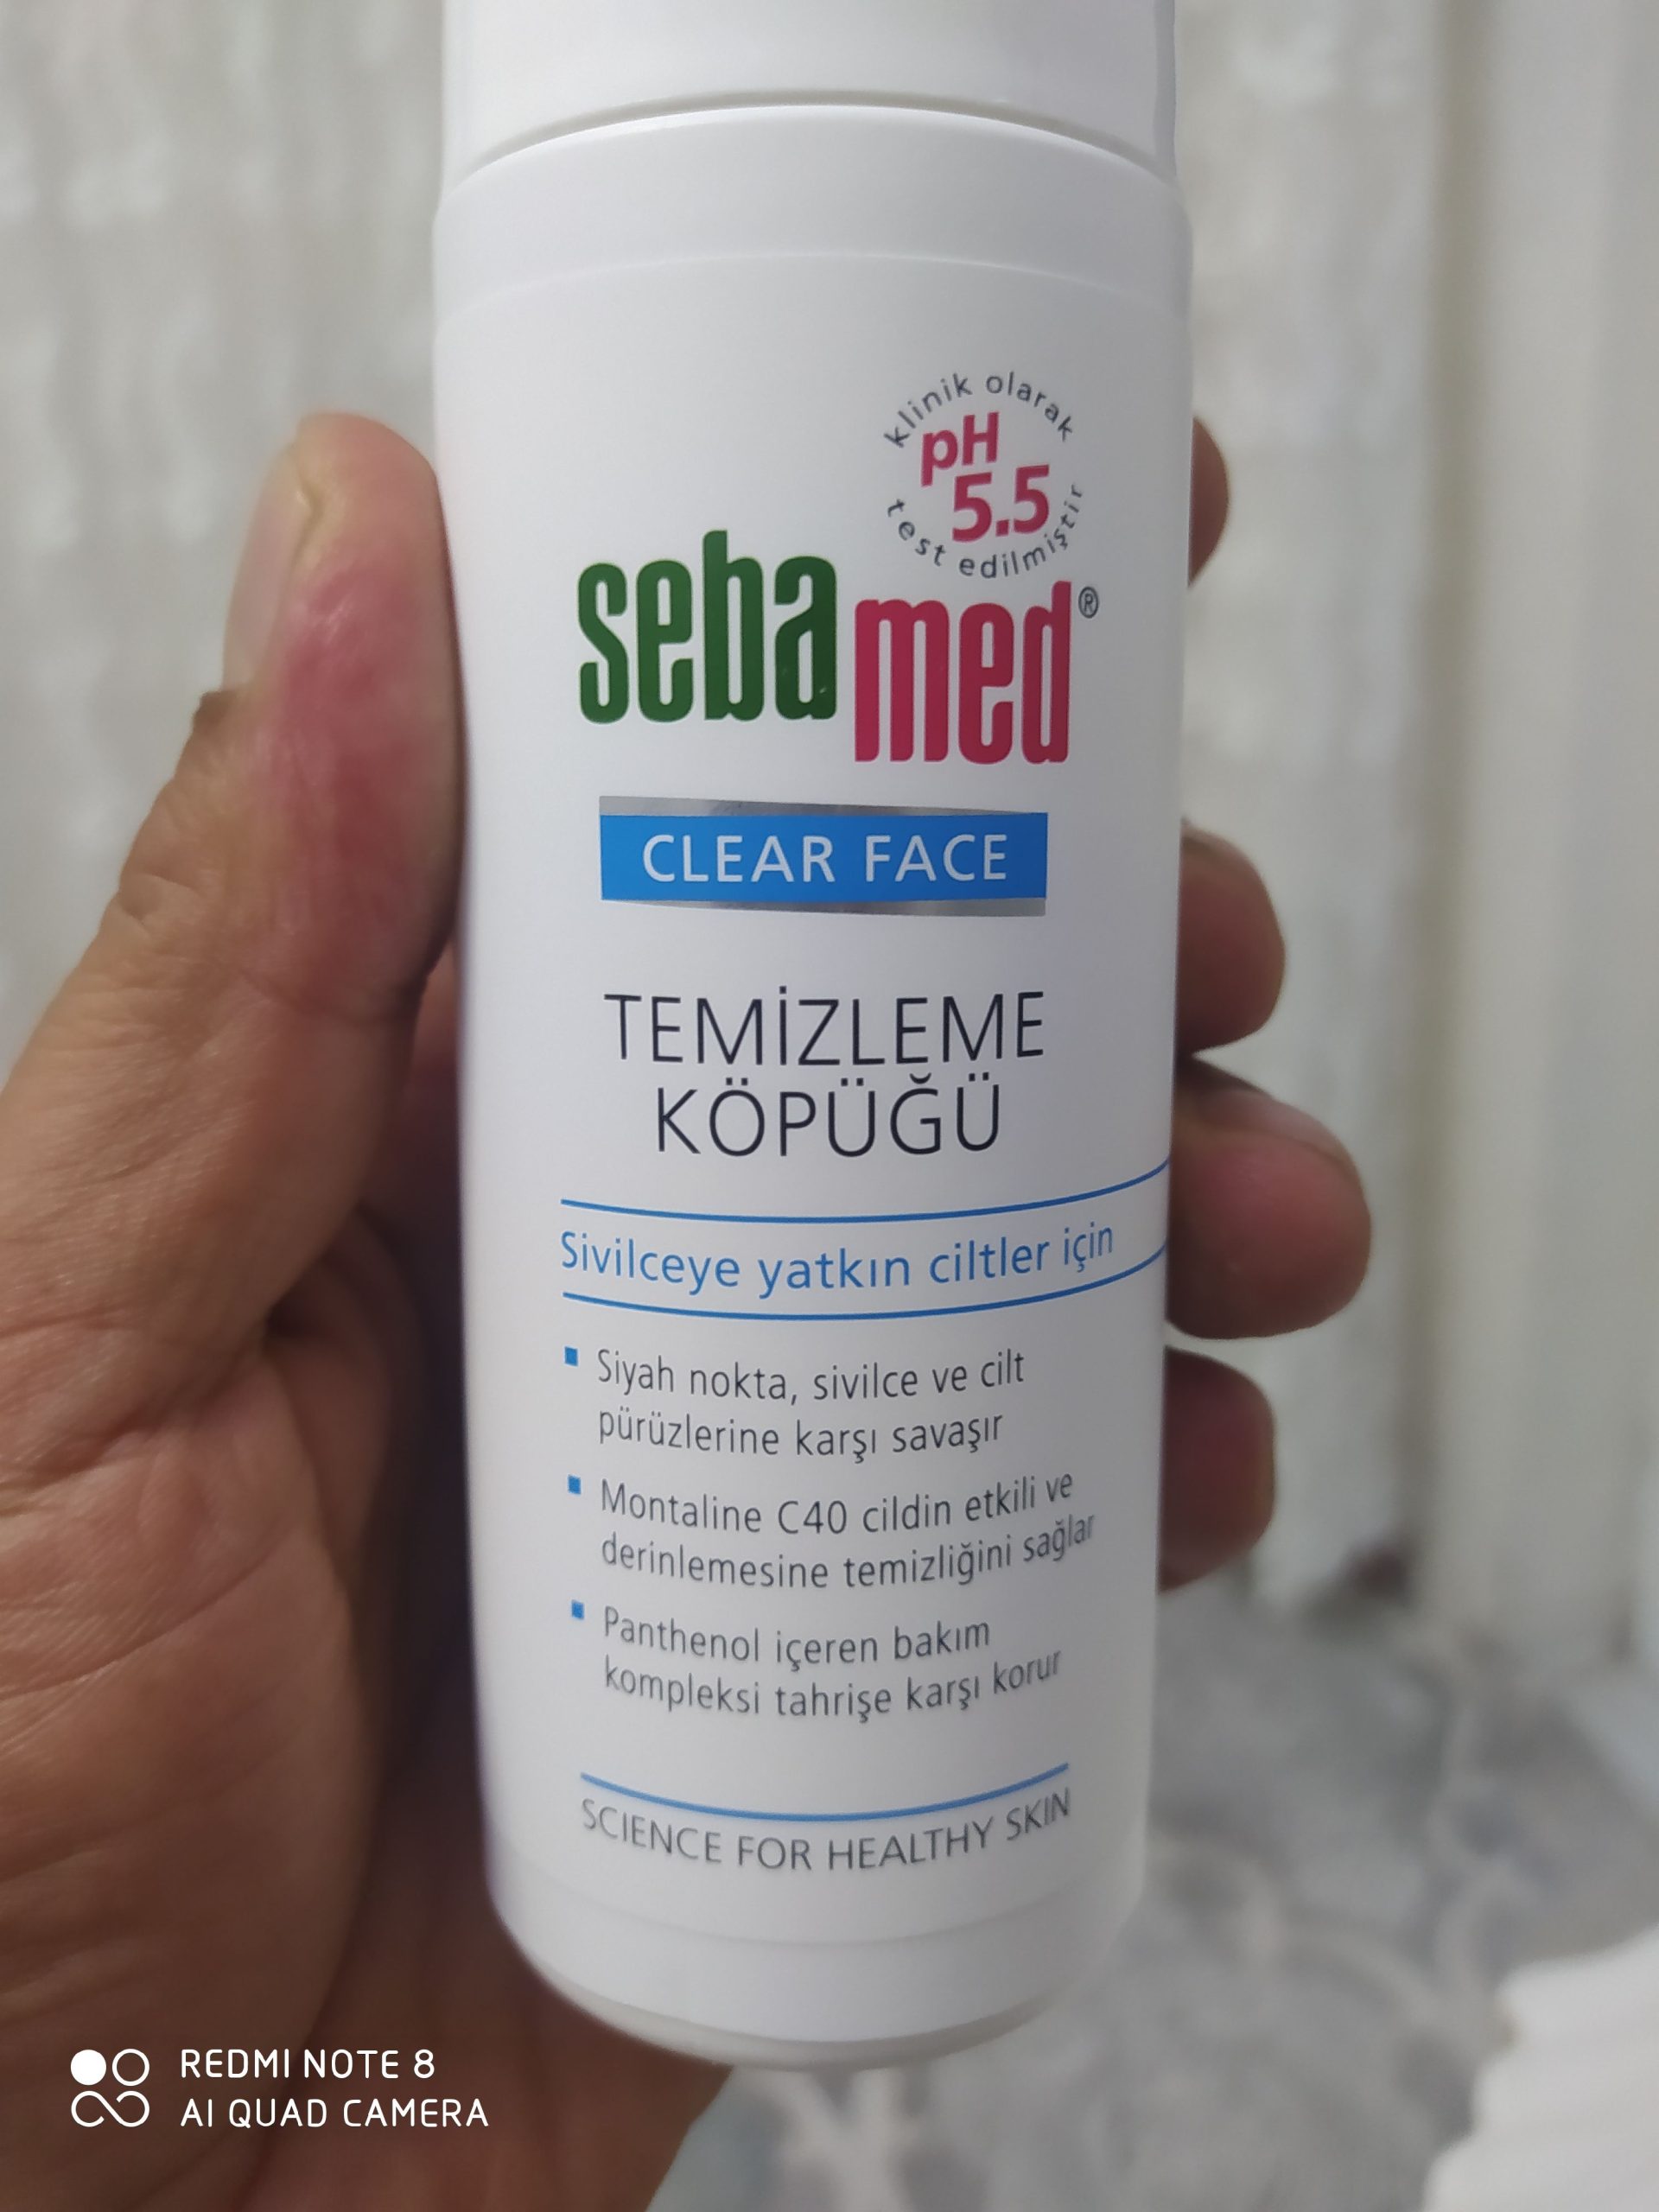 klinik olarak
pH
5.5
test edilmiştir
sebamed®
CLEAR FACE
TEMİZLEME
KÖPÜĞÜ
Sivilceye yatkın ciltler için
▪ Siyah nokta, sivilce ve cilt
pürüzlerine karşı savaşır
▪ Montaline C40 cildin etkili ve
derinlemesine temizliğini sağlar
▪ Panthenol içeren bakım
kompleksi tahrişe karşı korur
SCIENCE FOR HEALTHY SKIN
REDMI NOTE 8
AI QUAD CAMERA